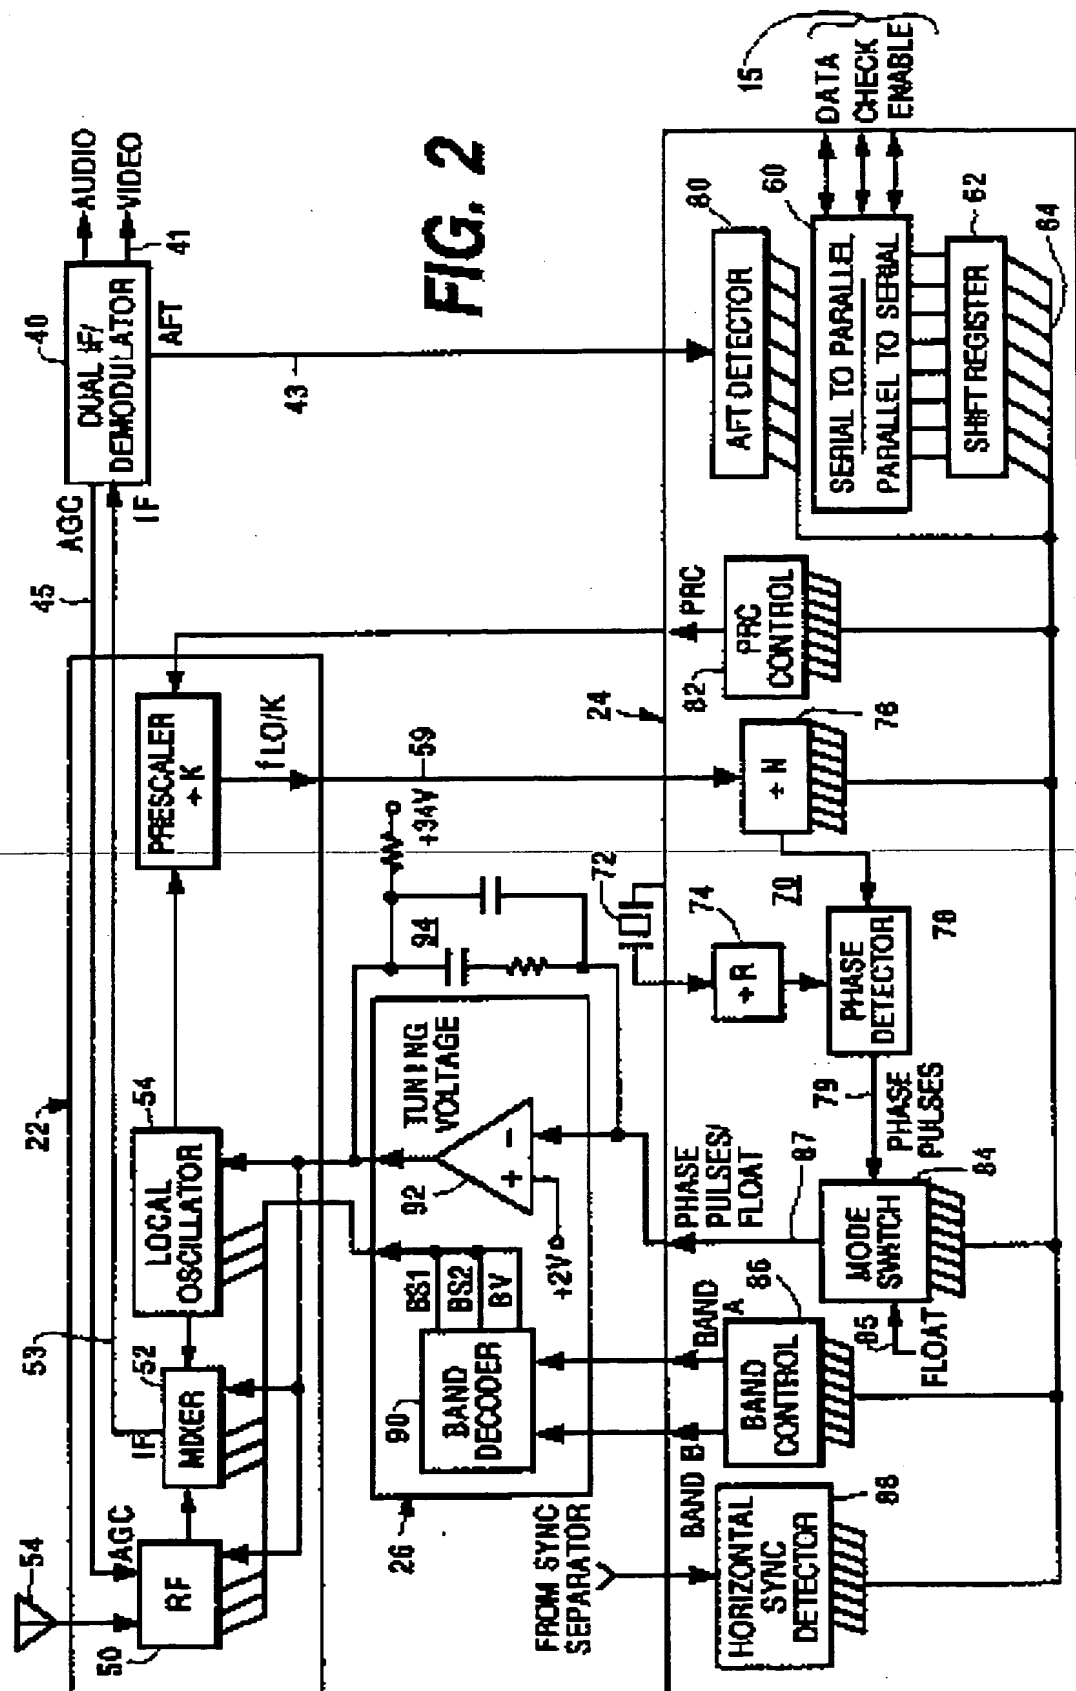 FIG. 2
AUDIO
VIDEO
41
40
DUAL IF/
DEMODULATOR
AFT
AGC
IF
45
43
22
PRESCALER
÷ K
fLO/K
59
54
LOCAL
OSCILLATOR
53
IF
52
MIXER
AGC
RF
50
54
+34V
94
TUNING
VOLTAGE
92
+
-
+2V
BS1
BS2
BV
90
BAND
DECODER
26
FROM SYNC
SEPARATOR
24
72
74
÷R
70
PRC
82
PRC
CONTROL
76
÷ N
PHASE
DETECTOR
78
79
PHASE
PULSES
PHASE
PULSES/
FLOAT
87
84
MODE
SWITCH
85
FLOAT
BAND
A
86
BAND
CONTROL
BAND B
HORIZONTAL
SYNC
DETECTOR
88
80
AFT DETECTOR
60
SERIAL TO PARALLEL
PARALLEL TO SERIAL
62
SHIFT REGISTER
64
15
DATA
CHECK
ENABLE